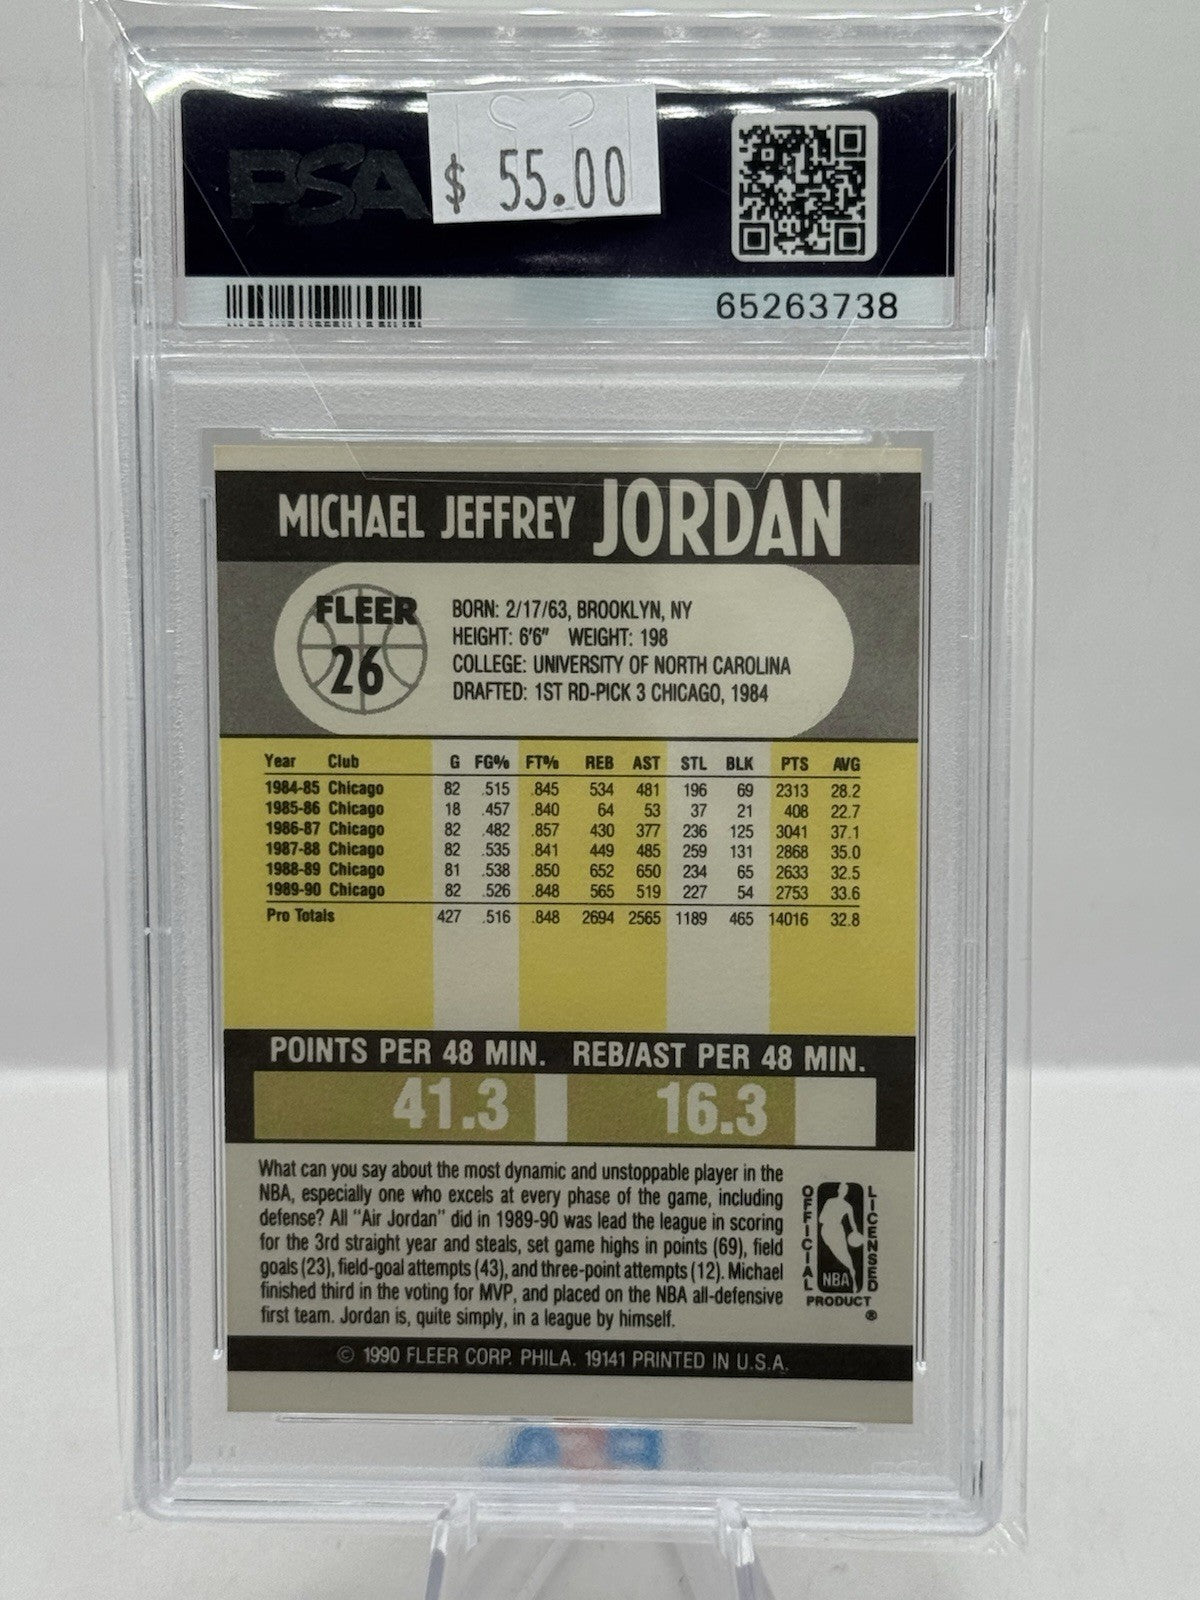 PSA
$ 55.00
65263738
MICHAEL JEFFREY JORDAN
FLEER
26
BORN: 2/17/63, BROOKLYN, NY
HEIGHT: 6'6" WEIGHT: 198
COLLEGE: UNIVERSITY OF NORTH CAROLINA
DRAFTED: 1ST RD-PICK 3 CHICAGO, 1984
Year Club G FG% FT% REB AST STL BLK PTS AVG
1984-85 Chicago 82 .515 .845 534 481 196 69 2313 28.2
1985-86 Chicago 18 .457 .840 64 53 37 21 408 22.7
1986-87 Chicago 82 .482 .857 430 377 236 125 3041 37.1
1987-88 Chicago 82 .535 .841 449 485 259 131 2868 35.0
1988-89 Chicago 81 .538 .850 652 650 234 65 2633 32.5
1989-90 Chicago 82 .526 .848 565 519 227 54 2753 33.6
Pro Totals 427 .516 .848 2694 2565 1189 465 14016 32.8
POINTS PER 48 MIN. REB/AST PER 48 MIN.
41.3 16.3
What can you say about the most dynamic and unstoppable player in the
NBA, especially one who excels at every phase of the game, including
defense? All "Air Jordan" did in 1989-90 was lead the league in scoring
for the 3rd straight year and steals, set game highs in points (69), field
goals (23), field-goal attempts (43), and three-point attempts (12). Michael
finished third in the voting for MVP, and placed on the NBA all-defensive
first team. Jordan is, quite simply, in a league by himself.
OFFICIAL
LICENSED
NBA
PRODUCT
®
© 1990 FLEER CORP. PHILA. 19141 PRINTED IN U.S.A.